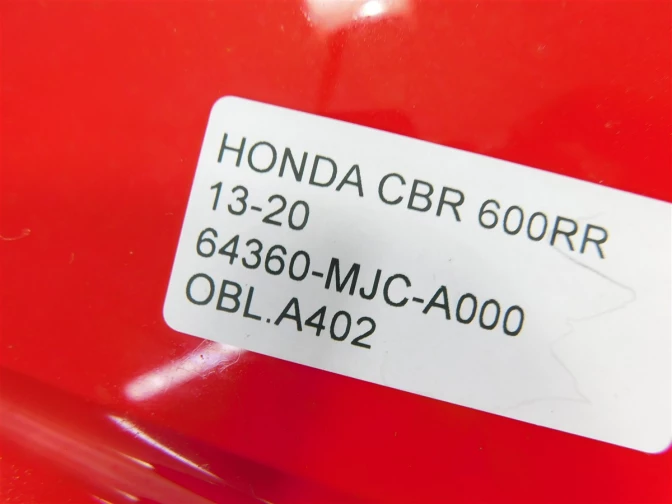 HONDA CBR 600RR
13-20
64360-MJC-A000
OBL.A402